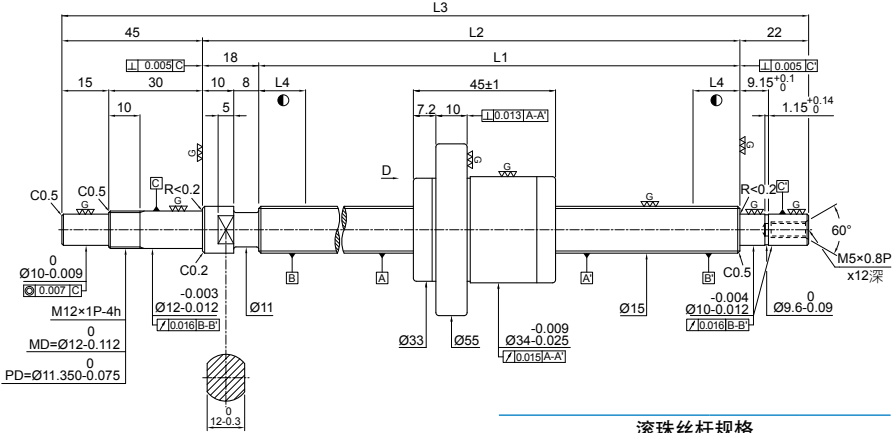 L3
45 L2 22
⊥ 0.005 C 18 L1 ⊥ 0.005 C'
15 30 10 8 L4 45±1 L4 9.15 +0.1 0
10 5 7.2 10 ⊥ 0.013 A-A' 1.15 +0.14 0
G G G
D G G
C0.5 C0.5 G C G R<0.2 R<0.2 G C' G
60°
C0.2 C0.5 M5×0.8P
x12深
0
Ø10-0.009
◎ 0.007 C
B A A' B'
M12×1P-4h
0
MD=Ø12-0.112
0
PD=Ø11.350-0.075
-0.003
Ø12-0.012
↗ 0.016 B-B'
Ø11
Ø33
Ø55
-0.009
Ø34-0.025
↗ 0.015 A-A'
Ø15
-0.004
Ø10-0.012
↗ 0.016 B-B'
0
Ø9.6-0.09
0
12-0.3
滚珠丝杆规格